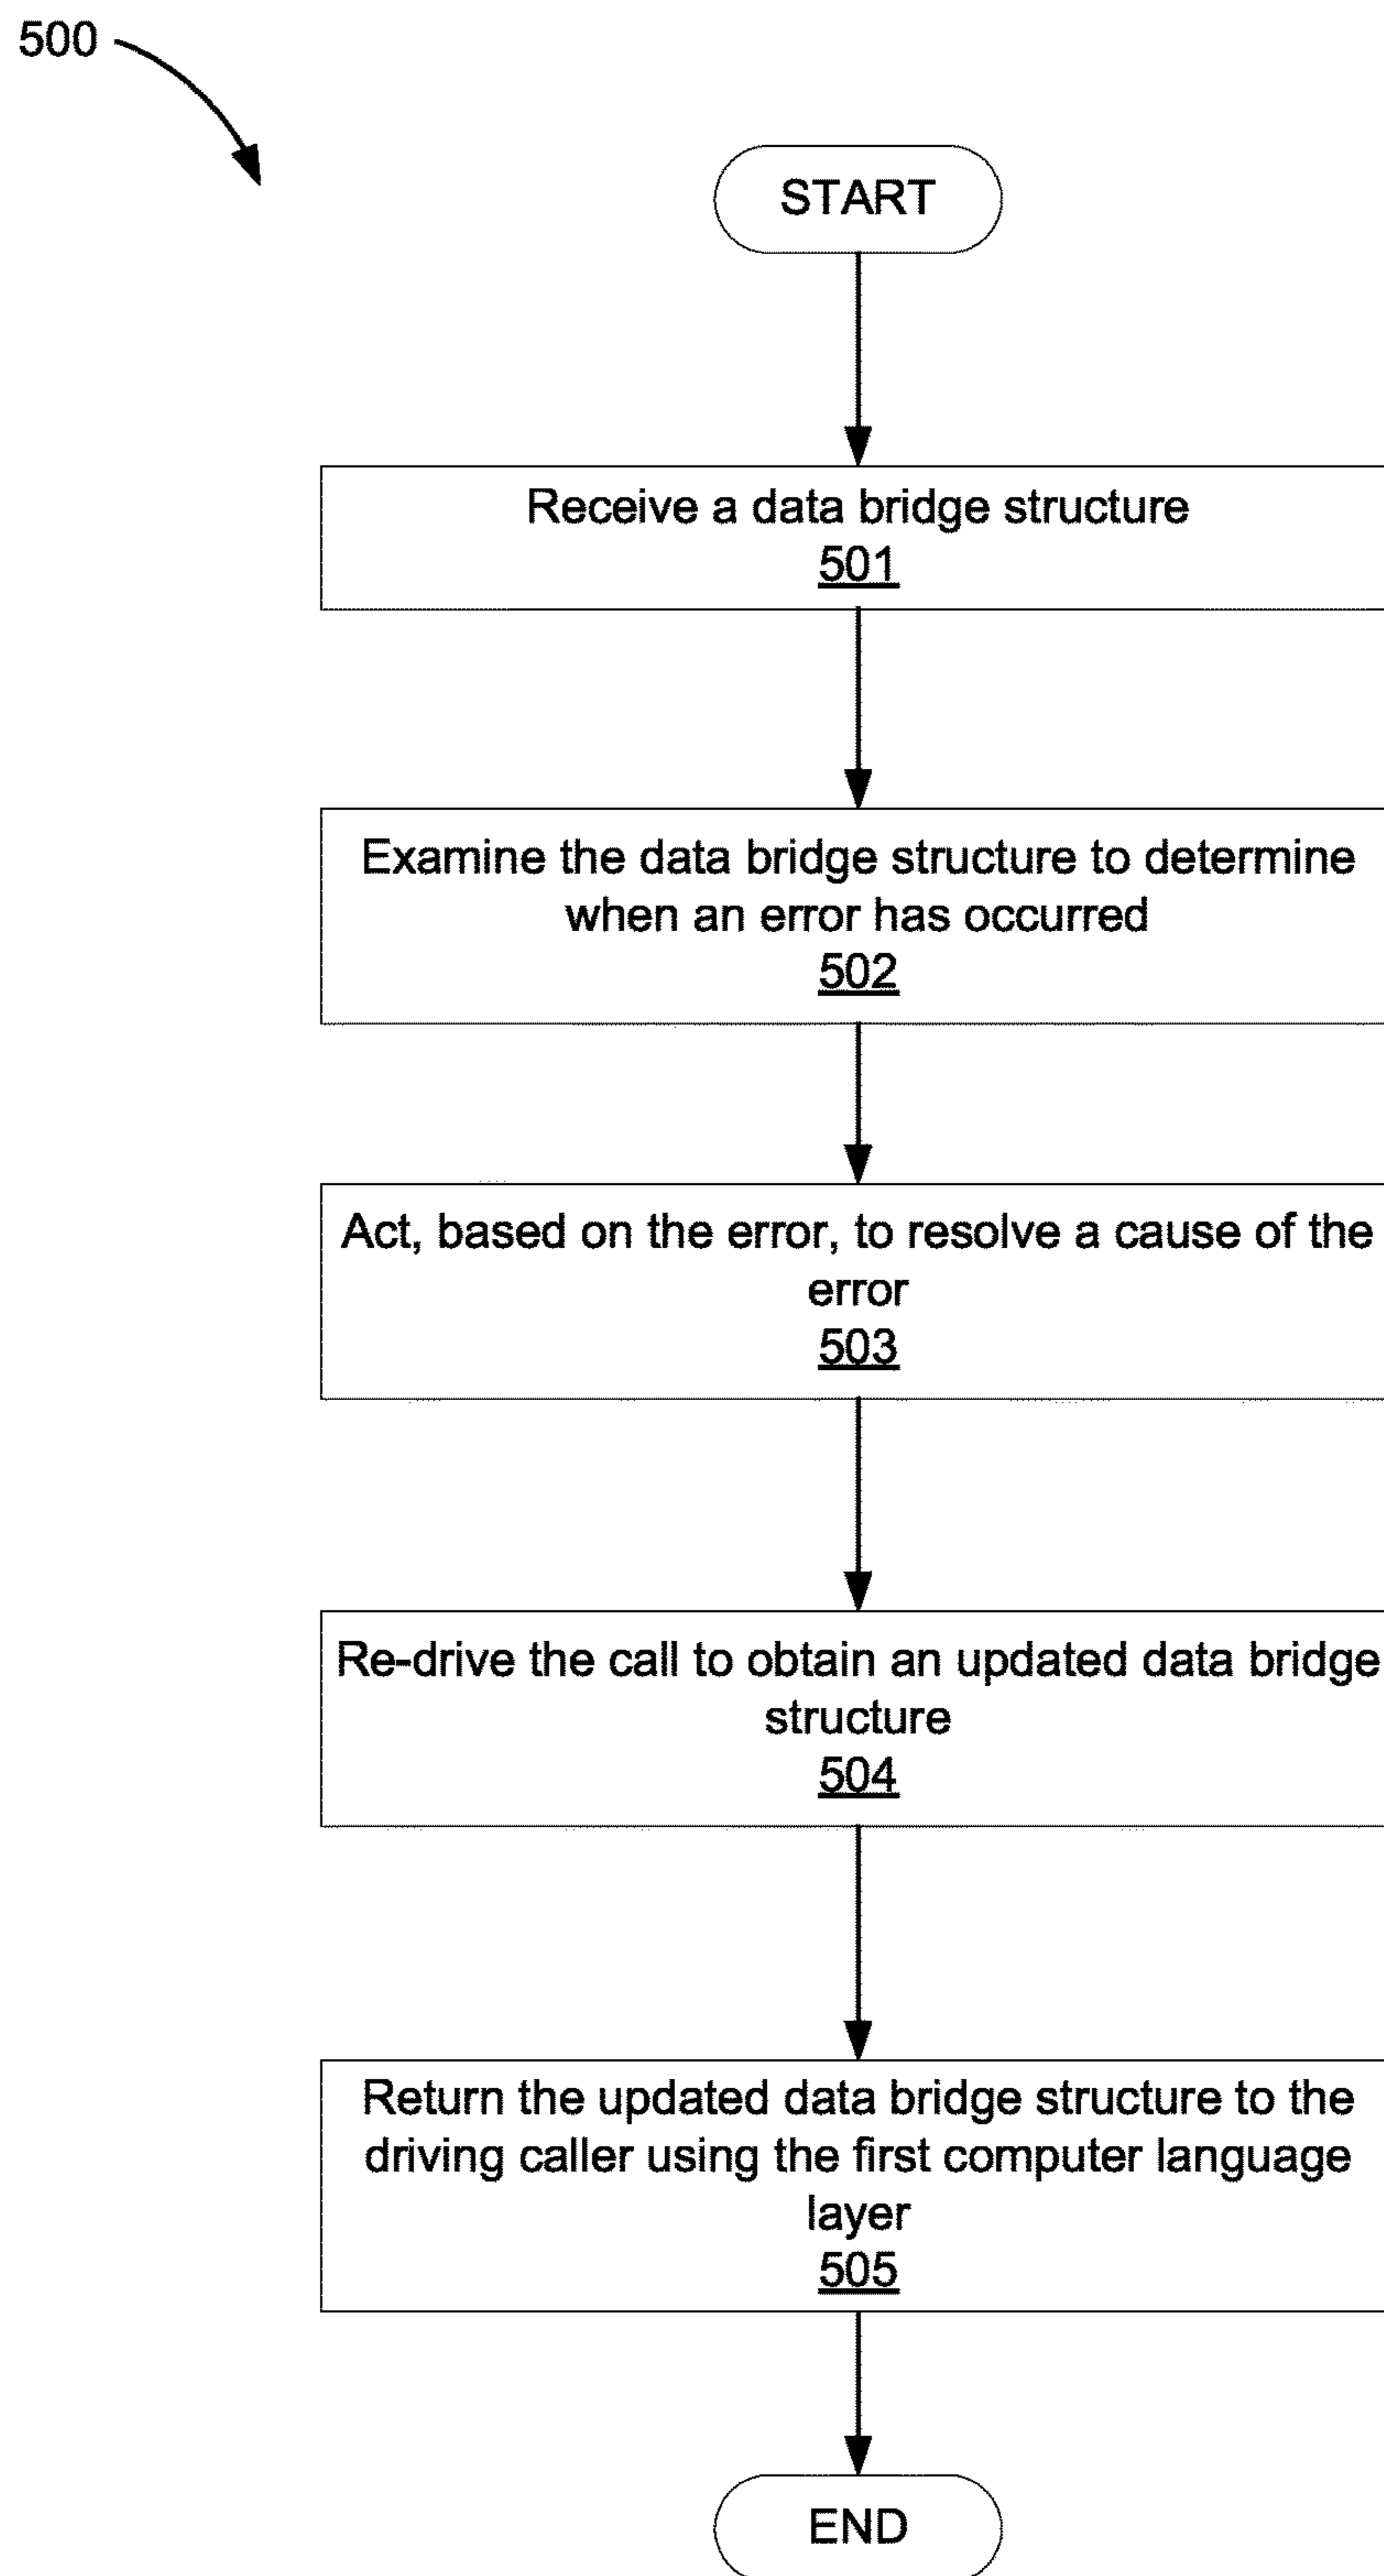 500
START
Receive a data bridge structure
501
Examine the data bridge structure to determine
when an error has occurred
502
Act, based on the error, to resolve a cause of the
error
503
Re-drive the call to obtain an updated data bridge
structure
504
Return the updated data bridge structure to the
driving caller using the first computer language
layer
505
END